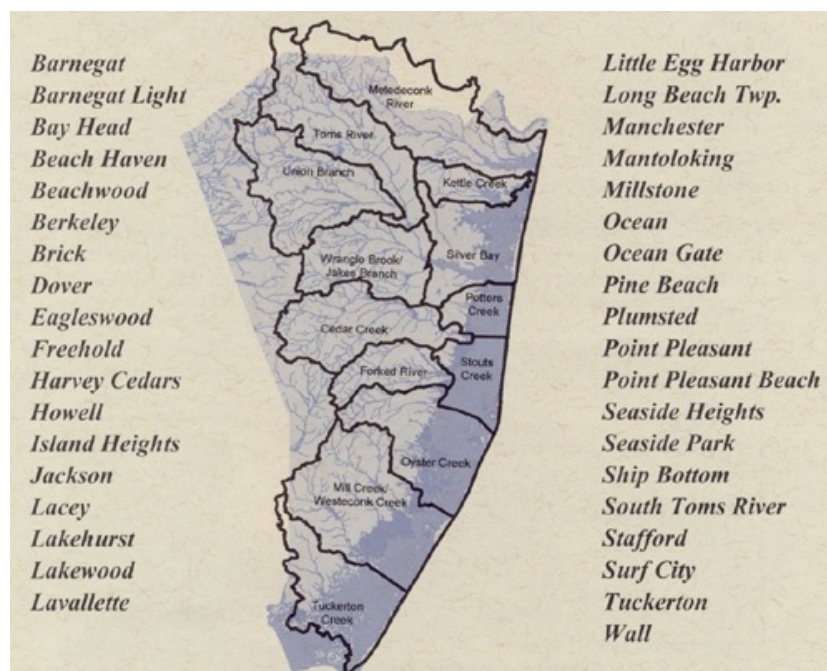 Barnegat
Barnegat Light
Bay Head
Beach Haven
Beachwood
Berkeley
Brick
Dover
Eagleswood
Freehold
Harvey Cedars
Howell
Island Heights
Jackson
Lacey
Lakehurst
Lakewood
Lavallette
Metedeconk
River
Toms River
Union Branch
Kettle Creek
Silver Bay
Wrangle Brook/
Jakes Branch
Potters
Creek
Cedar Creek
Stouts
Creek
Forked River
Oyster Creek
Mill Creek/
Westeconk Creek
Tuckerton
Creek
Little Egg Harbor
Long Beach Twp.
Manchester
Mantoloking
Millstone
Ocean
Ocean Gate
Pine Beach
Plumsted
Point Pleasant
Point Pleasant Beach
Seaside Heights
Seaside Park
Ship Bottom
South Toms River
Stafford
Surf City
Tuckerton
Wall